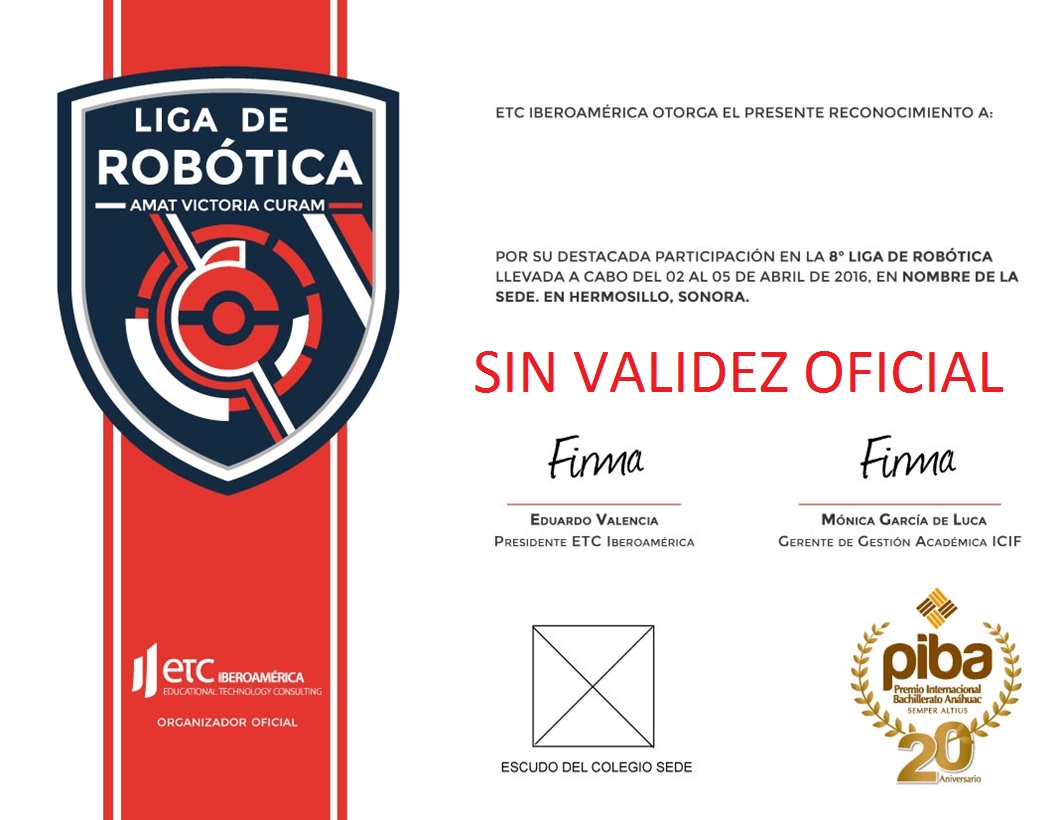 LIGA DE
ROBÓTICA
AMAT VICTORIA CURAM
ETC IBEROAMÉRICA OTORGA EL PRESENTE RECONOCIMIENTO A:
POR SU DESTACADA PARTICIPACIÓN EN LA 8° LIGA DE ROBÓTICA
LLEVADA A CABO DEL 02 AL 05 DE ABRIL DE 2016, EN NOMBRE DE LA
SEDE. EN HERMOSILLO, SONORA.
SIN VALIDEZ OFICIAL
Firma
EDUARDO VALENCIA
PRESIDENTE ETC IBEROAMÉRICA
Firma
MÓNICA GARCÍA DE LUCA
GERENTE DE GESTIÓN ACADÉMICA ICIF
etc IBEROAMÉRICA
EDUCATIONAL TECHNOLOGY CONSULTING
ORGANIZADOR OFICIAL
ESCUDO DEL COLEGIO SEDE
piba
Premio Internacional
Bachillerato Anáhuac
SEMPER ALTIUS
20
Aniversario